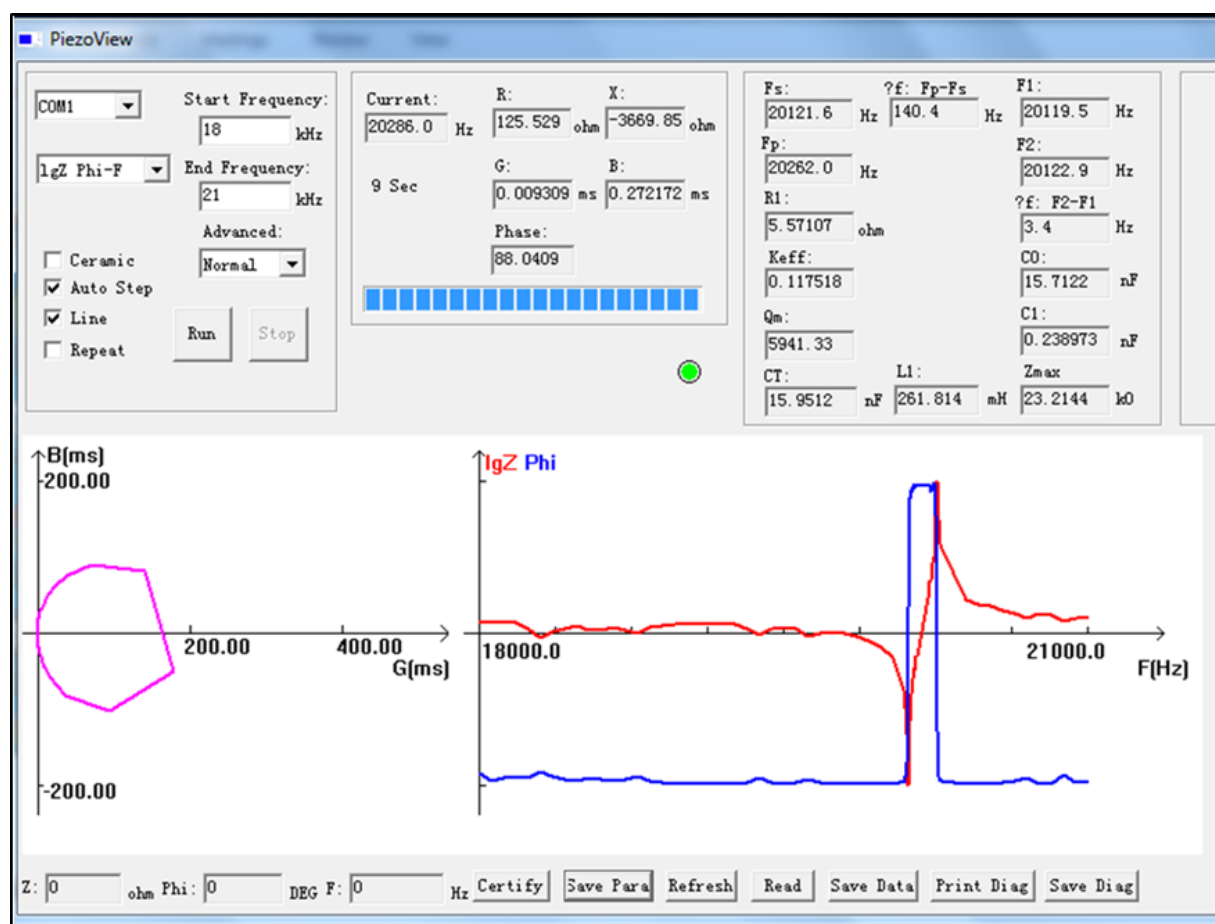 PiezoView
COM1
Start Frequency:
18 kHz
lgZ Phi-F
End Frequency:
21 kHz
Advanced:
Normal
Ceramic
Auto Step
Line
Repeat
Run
Stop
Current: R: X:
20286.0 Hz 125.529 ohm -3669.85 ohm
G: B:
9 Sec 0.009309 ms 0.272172 ms
Phase:
88.0409
Fs: ?f: Fp-Fs F1:
20121.6 Hz 140.4 Hz 20119.5 Hz
Fp: F2:
20262.0 Hz 20122.9 Hz
R1: ?f: F2-F1
5.57107 ohm 3.4 Hz
Keff: C0:
0.117518 15.7122 nF
Qm: C1:
5941.33 0.238973 nF
CT: L1: Zmax
15.9512 nF 261.814 mH 23.2144 kO
B(ms)
200.00
200.00 400.00
G(ms)
-200.00
lgZ Phi
18000.0 21000.0
F(Hz)
Z: 0 ohm Phi: 0 DEG F: 0 Hz Certify Save Para Refresh Read Save Data Print Diag Save Diag